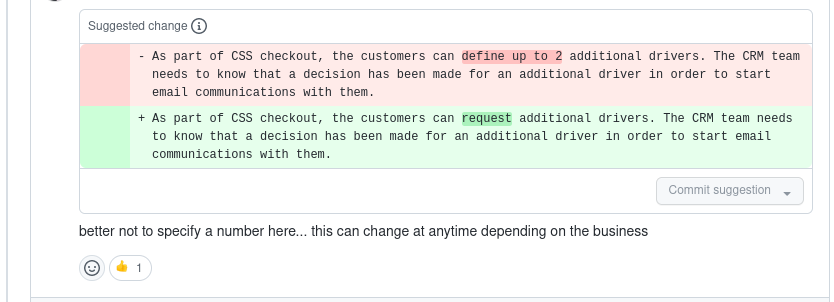 Suggested change
- As part of CSS checkout, the customers can define up to 2 additional drivers. The CRM team
needs to know that a decision has been made for an additional driver in order to start
email communications with them.
+ As part of CSS checkout, the customers can request additional drivers. The CRM team needs
to know that a decision has been made for an additional driver in order to start email
communications with them.
Commit suggestion
better not to specify a number here... this can change at anytime depending on the business
👍 1